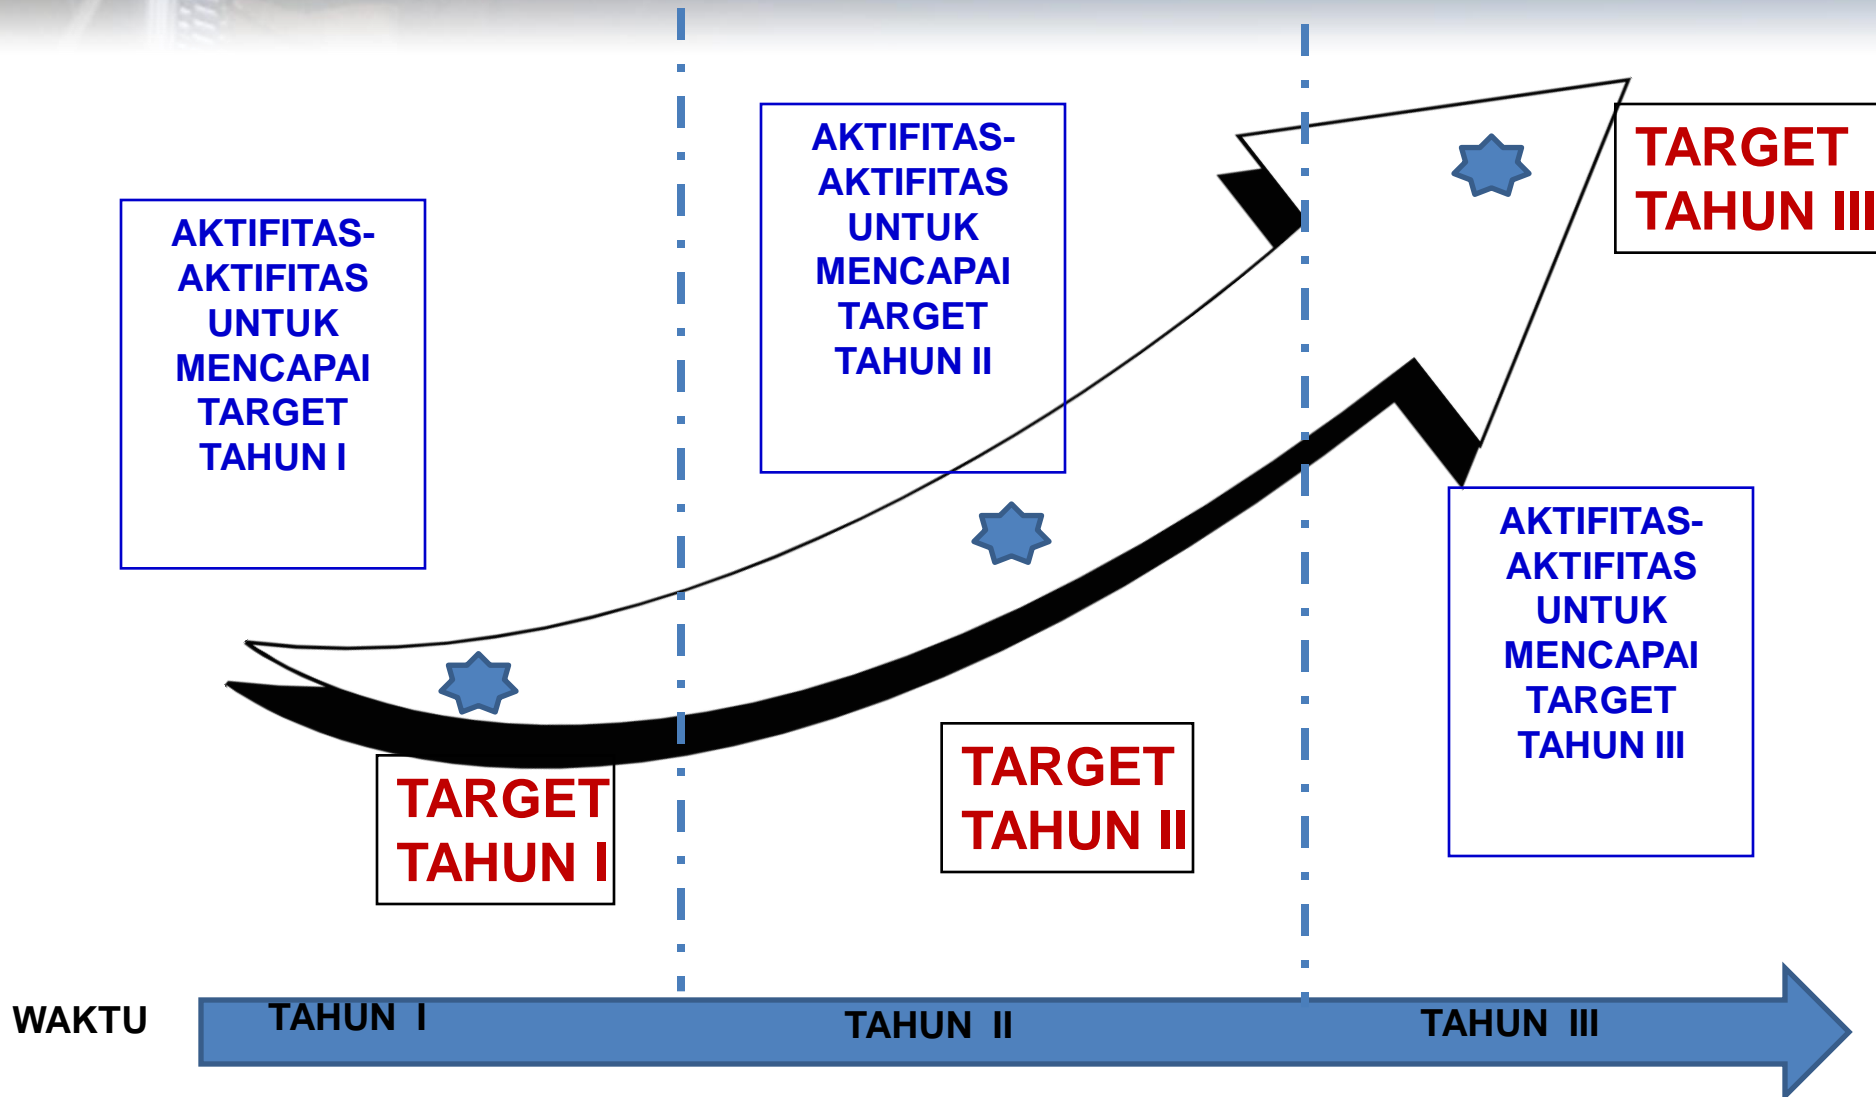 AKTIFITAS-
AKTIFITAS
UNTUK
MENCAPAI
TARGET
TAHUN I
AKTIFITAS-
AKTIFITAS
UNTUK
MENCAPAI
TARGET
TAHUN II
TARGET
TAHUN III
AKTIFITAS-
AKTIFITAS
UNTUK
MENCAPAI
TARGET
TAHUN III
TARGET
TAHUN I
TARGET
TAHUN II
WAKTU
TAHUN I
TAHUN II
TAHUN III